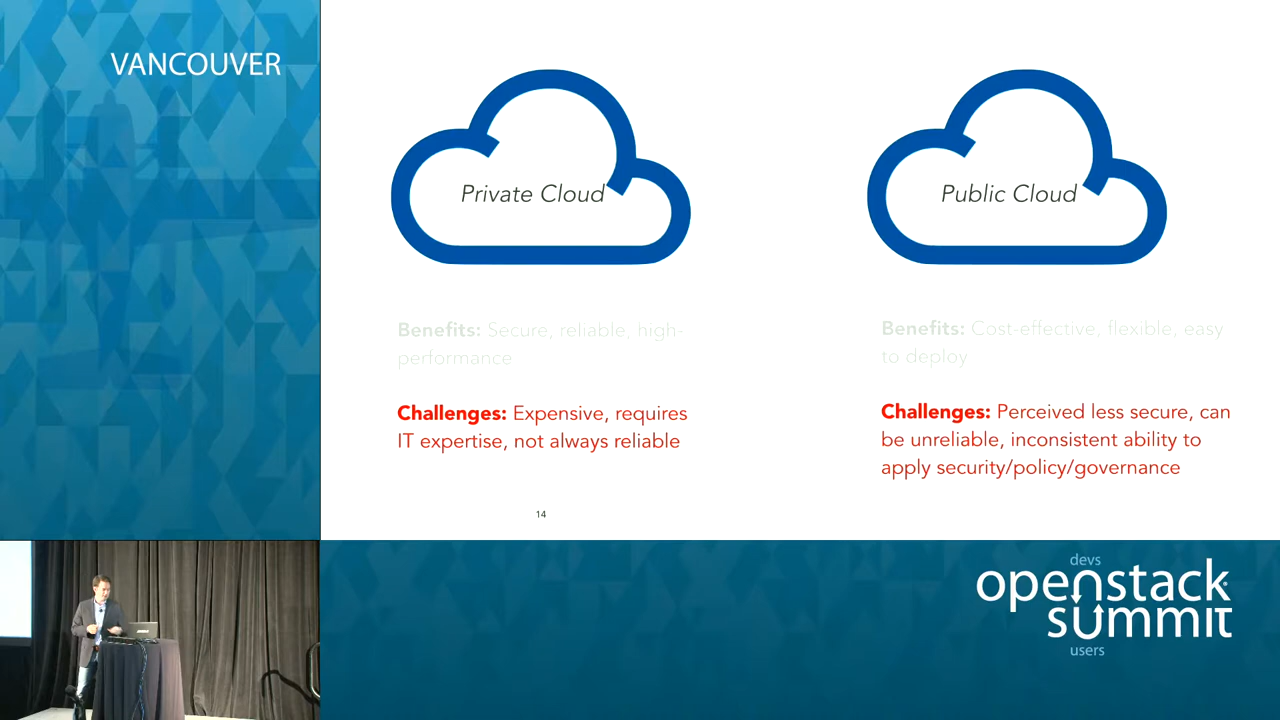 VANCOUVER
Private Cloud
Benefits: Secure, reliable, high-
performance
Challenges: Expensive, requires
IT expertise, not always reliable
Public Cloud
Benefits: Cost-effective, flexible, easy
to deploy
Challenges: Perceived less secure, can
be unreliable, inconsistent ability to
apply security/policy/governance
14
devs
openstack
summit
users